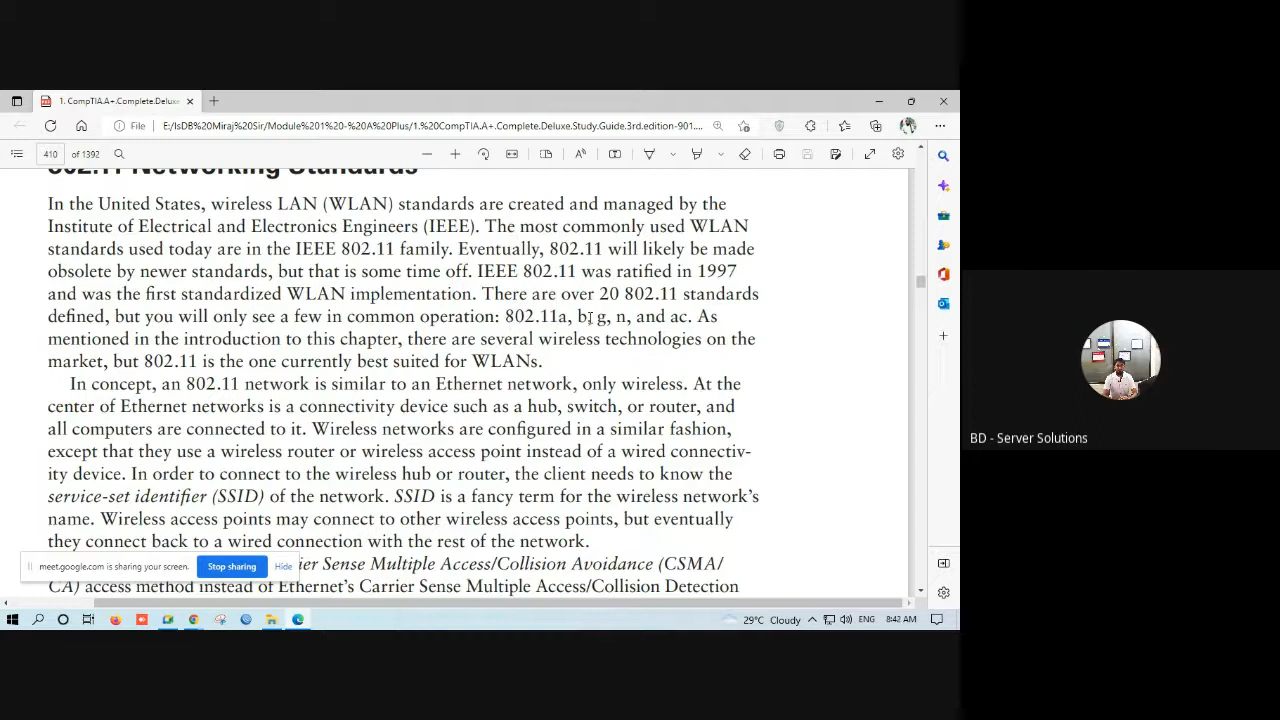 1. CompTIA.A+.Complete.Delux
File
E:/IsDB%20Miraj%20Sir/Module%201%20-%20A%20Plus/1.%20CompTIA.A+.Complete.Deluxe.Study.Guide.3rd.edition-901...
410 of 1392
802.11 Networking Standards
In the United States, wireless LAN (WLAN) standards are created and managed by the
Institute of Electrical and Electronics Engineers (IEEE). The most commonly used WLAN
standards used today are in the IEEE 802.11 family. Eventually, 802.11 will likely be made
obsolete by newer standards, but that is some time off. IEEE 802.11 was ratified in 1997
and was the first standardized WLAN implementation. There are over 20 802.11 standards
defined, but you will only see a few in common operation: 802.11a, b, g, n, and ac. As
mentioned in the introduction to this chapter, there are several wireless technologies on the
market, but 802.11 is the one currently best suited for WLANs.
In concept, an 802.11 network is similar to an Ethernet network, only wireless. At the
center of Ethernet networks is a connectivity device such as a hub, switch, or router, and
all computers are connected to it. Wireless networks are configured in a similar fashion,
except that they use a wireless router or wireless access point instead of a wired connectiv-
ity device. In order to connect to the wireless hub or router, the client needs to know the
service-set identifier (SSID) of the network. SSID is a fancy term for the wireless network's
name. Wireless access points may connect to other wireless access points, but eventually
they connect back to a wired connection with the rest of the network.
meet.google.com is sharing your screen. Stop sharing Hide
ier Sense Multiple Access/Collision Avoidance (CSMA/
CA) access method instead of Ethernet's Carrier Sense Multiple Access/Collision Detection
29°C Cloudy ENG 8:42 AM
BD - Server Solutions